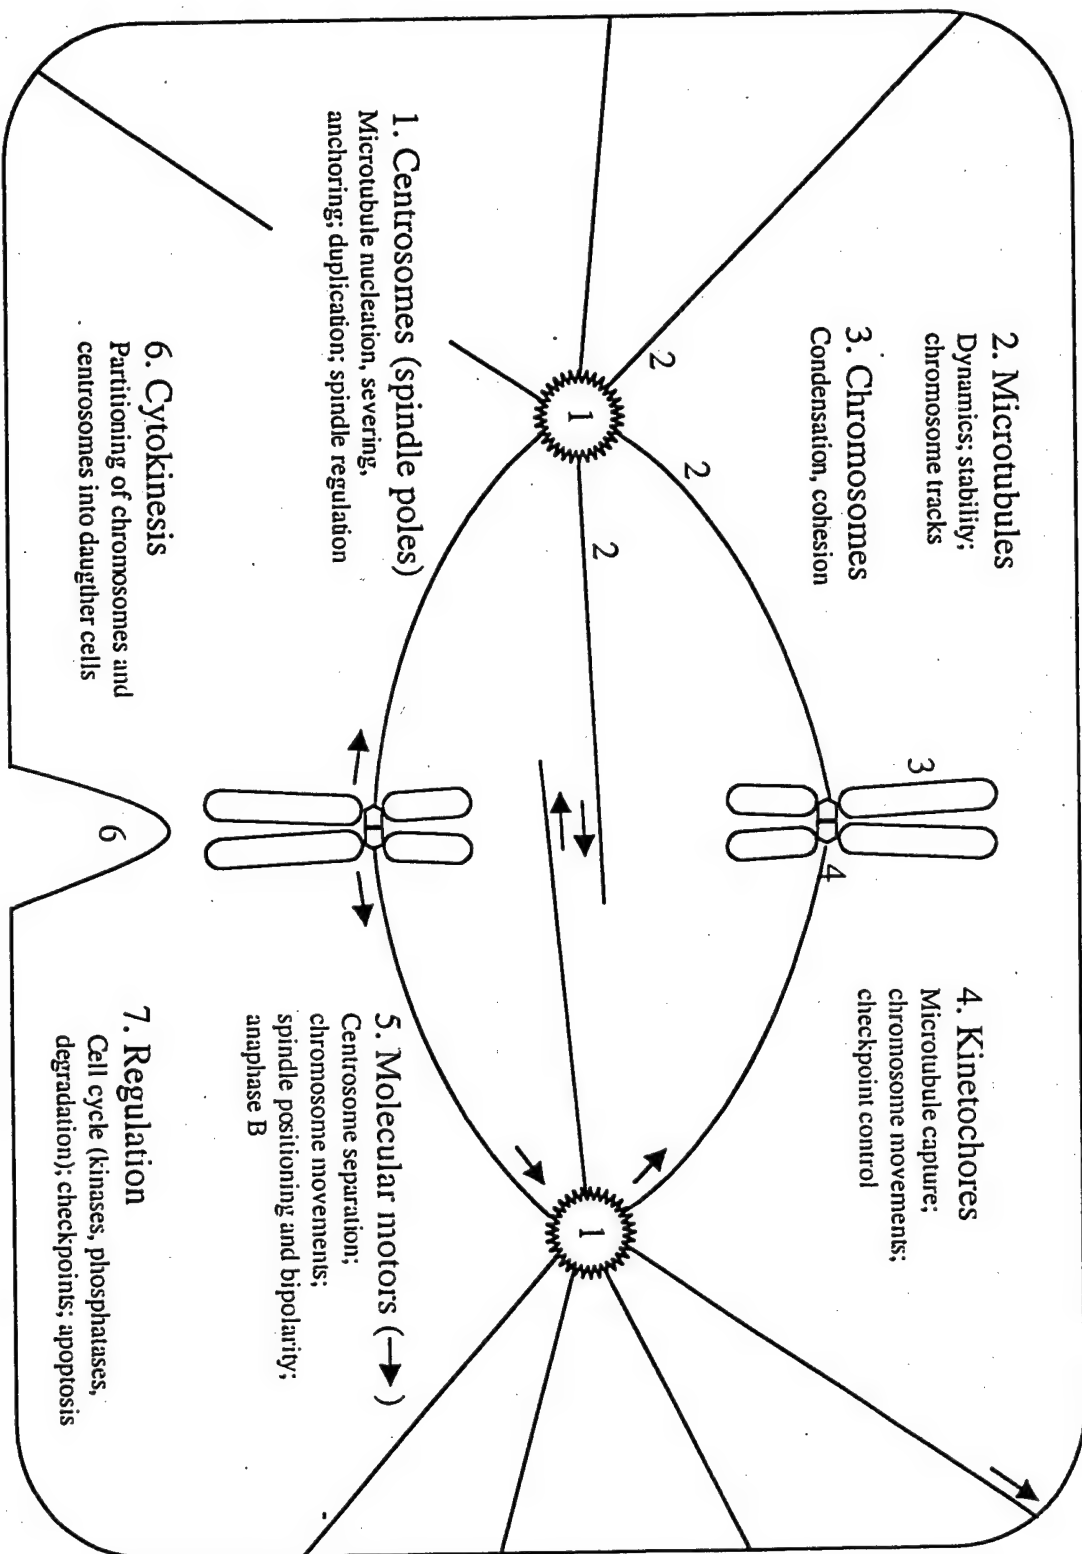 2. Microtubules
Dynamics; stability;
chromosome tracks
3. Chromosomes
Condensation, cohesion
4. Kinetochores
Microtubule capture;
chromosome movements;
checkpoint control
2
2
2
3
4
1
1
1. Centrosomes (spindle poles)
Microtubule nucleation, severing,
anchoring; duplication; spindle regulation
5. Molecular motors (→)
Centrosome separation;
chromosome movements;
spindle positioning and bipolarity;
anaphase B
6. Cytokinesis
Partitioning of chromosomes and
centrosomes into daugther cells
6
7. Regulation
Cell cycle (kinases, phosphatases,
degradation); checkpoints; apoptosis